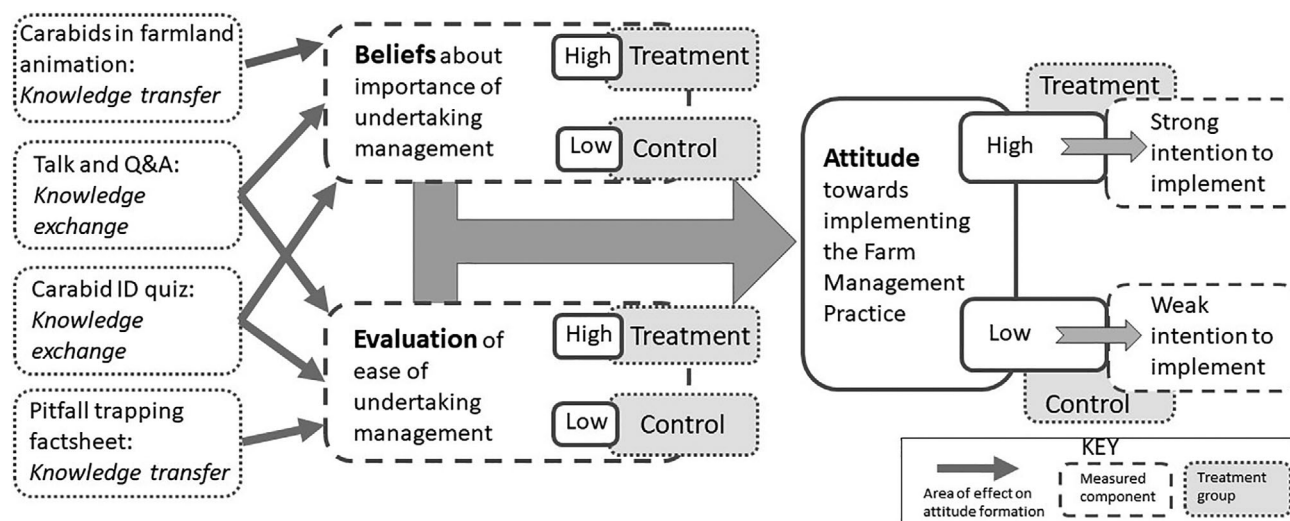 Carabids in farmland
animation:
Knowledge transfer
Talk and Q&A:
Knowledge
exchange
Carabid ID quiz:
Knowledge
exchange
Pitfall trapping
factsheet:
Knowledge transfer
Beliefs about
importance of
undertaking
management
High
Treatment
Low
Control
Evaluation of
ease of
undertaking
management
High
Treatment
Low
Control
Attitude
towards
implementing
the Farm
Management
Practice
Treatment
High
Strong
intention to
implement
Low
Weak
intention to
implement
Control
KEY
Area of effect on
attitude formation
Measured
component
Treatment
group